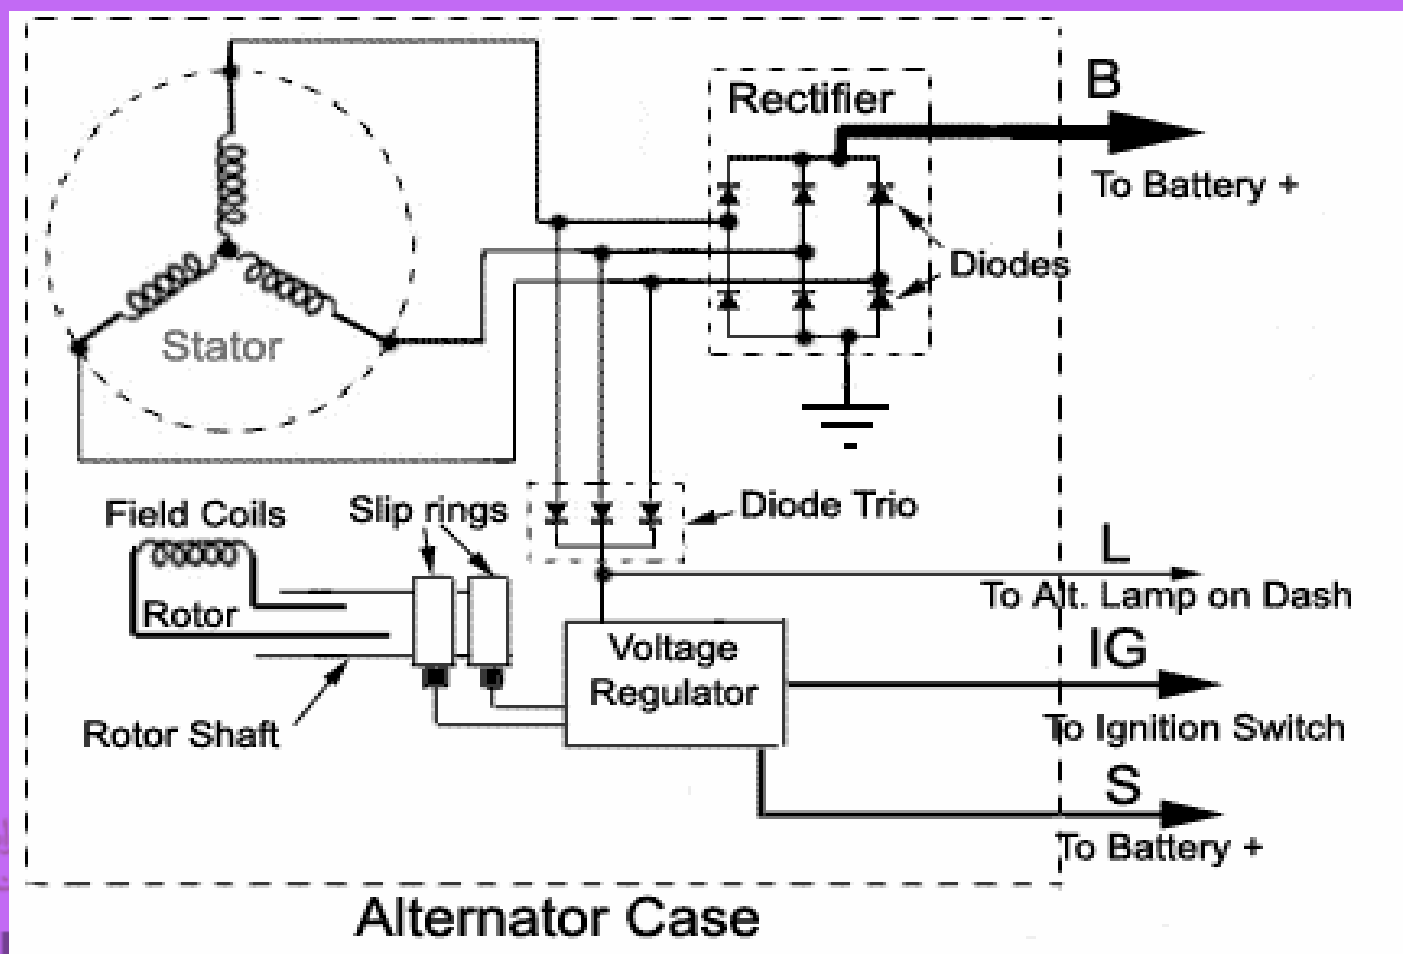 Rectifier
B
To Battery +
Diodes
Stator
Field Coils
Slip rings
Diode Trio
L
To Alt. Lamp on Dash
Rotor
Voltage
Regulator
IG
Rotor Shaft
To Ignition Switch
S
To Battery +
Alternator Case